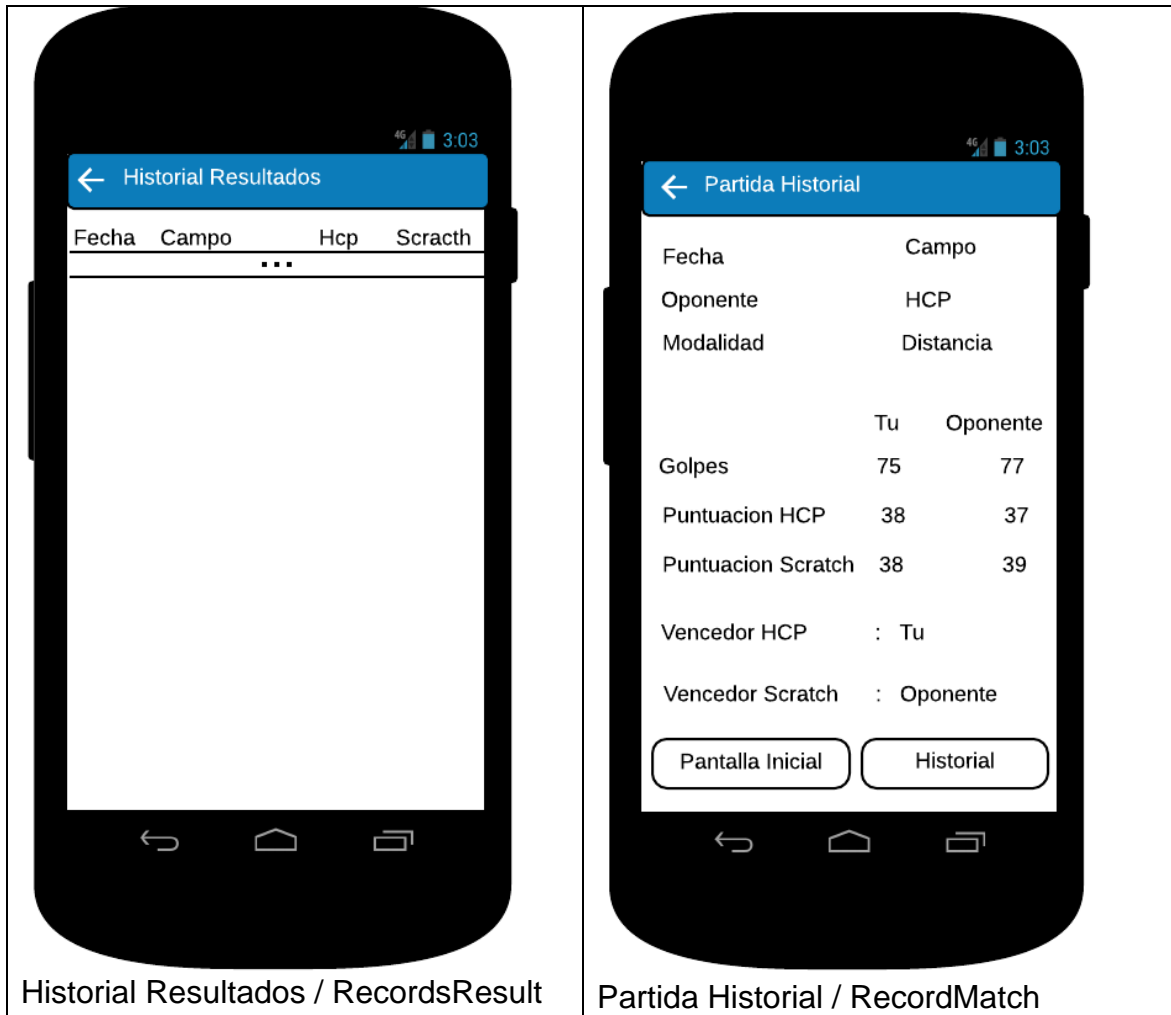 4G 3:03
Historial Resultados
Fecha Campo Hcp Scracth
...
Historial Resultados / RecordsResult
4G 3:03
Partida Historial
Fecha Campo
Oponente HCP
Modalidad Distancia
Tu Oponente
Golpes 75 77
Puntuacion HCP 38 37
Puntuacion Scratch 38 39
Vencedor HCP : Tu
Vencedor Scratch : Oponente
Pantalla Inicial Historial
Partida Historial / RecordMatch